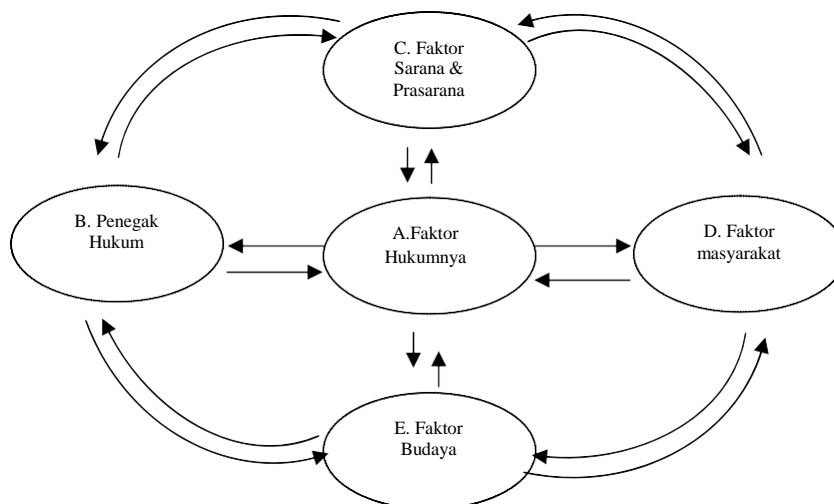 C. Faktor
Sarana &
Prasarana
B. Penegak
Hukum
A.Faktor
Hukumnya
D. Faktor
masyarakat
E. Faktor
Budaya